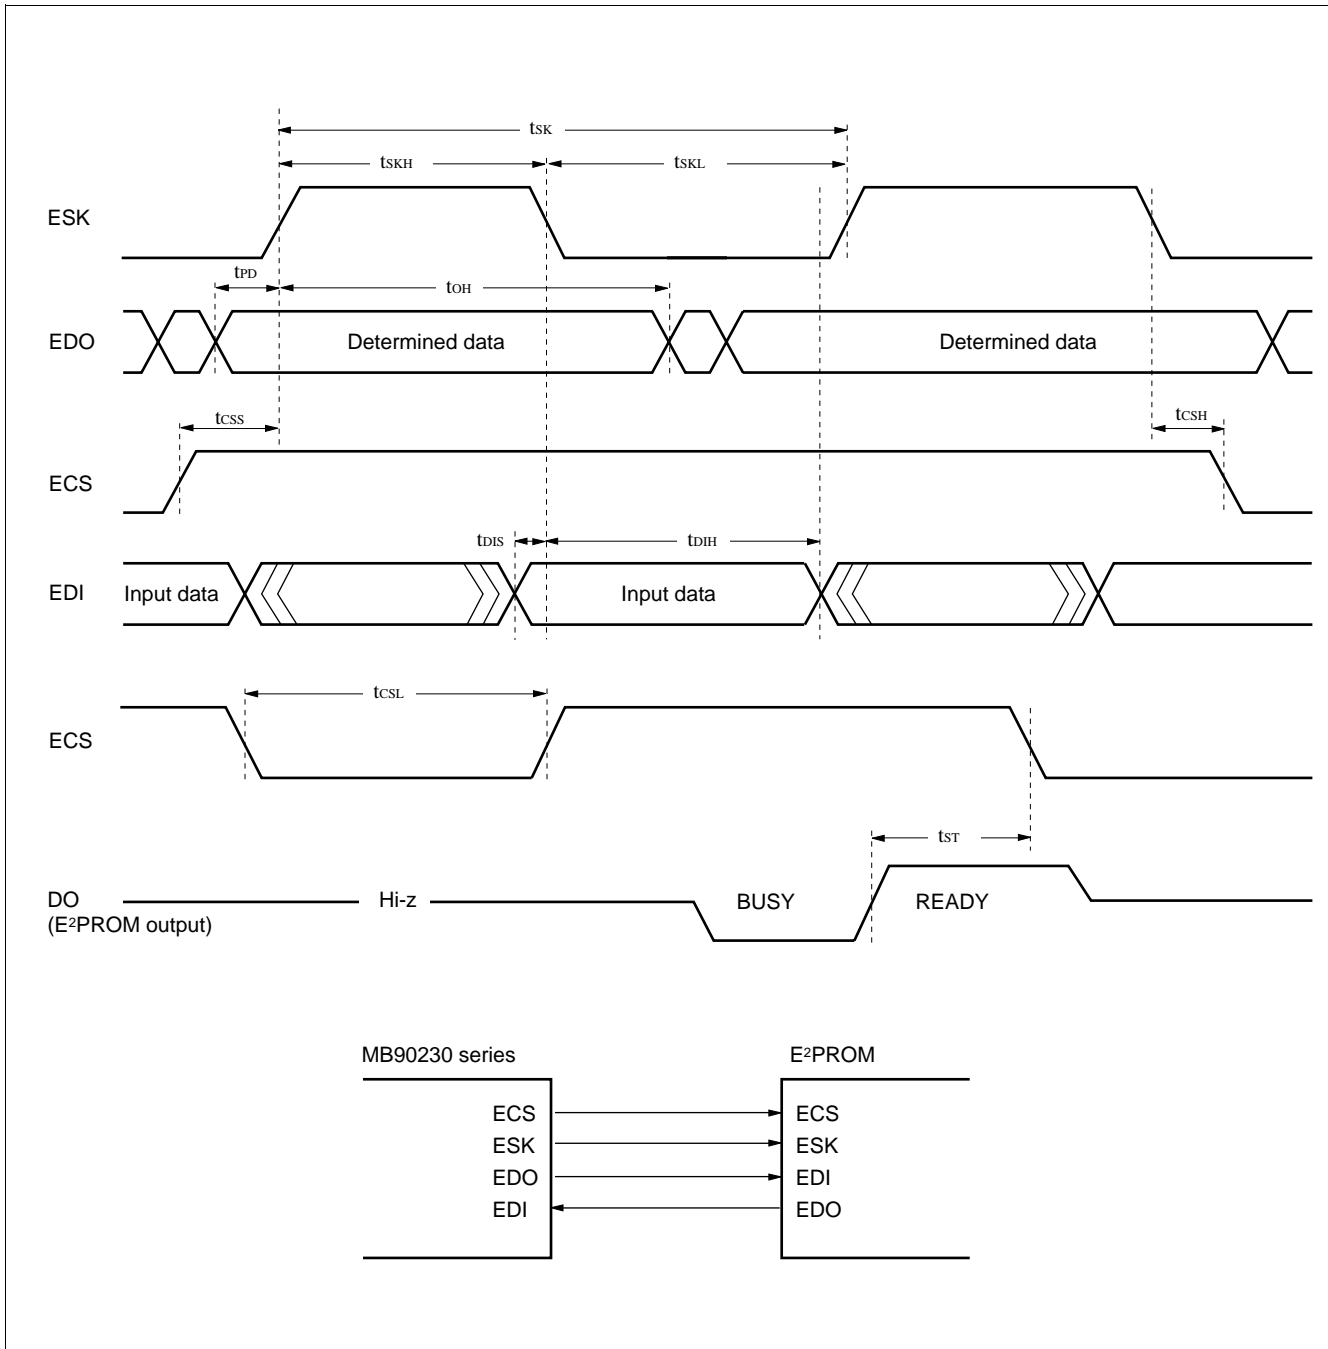 tSK
tSKH tSKL
ESK
tPD tOH
EDO Determined data Determined data
tCSS tCSH
ECS
tDIS tDIH
EDI Input data Input data
tCSL
ECS
tST
DO Hi-z BUSY READY
(E²PROM output)
MB90230 series E²PROM
ECS ECS
ESK ESK
EDO EDI
EDI EDO